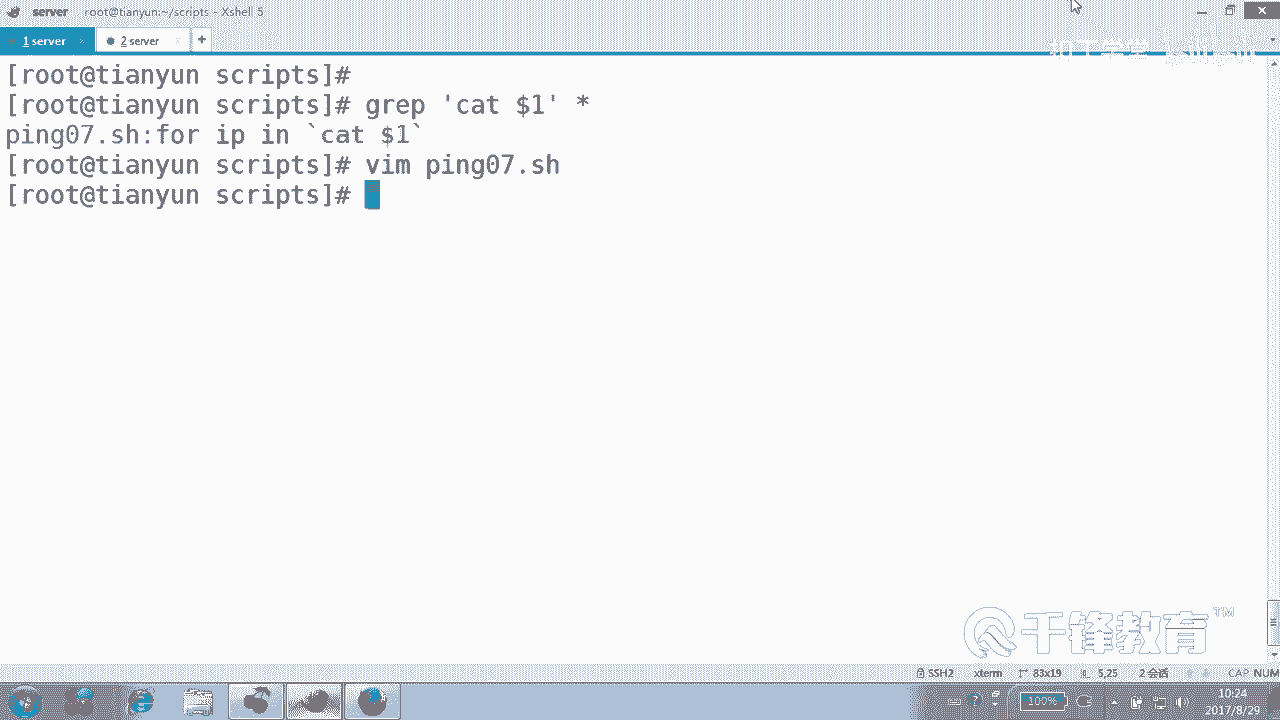 server root@tianyun:~/scripts - Xshell 5
1 server × 2 server × +
[root@tianyun scripts]#
[root@tianyun scripts]# grep 'cat $1' *
ping07.sh:for ip in `cat $1`
[root@tianyun scripts]# vim ping07.sh
[root@tianyun scripts]#
千锋教育™
SSH2 xterm 83x19 5,25 2 会话 CAP NUM
100% 10:24
2017/8/29